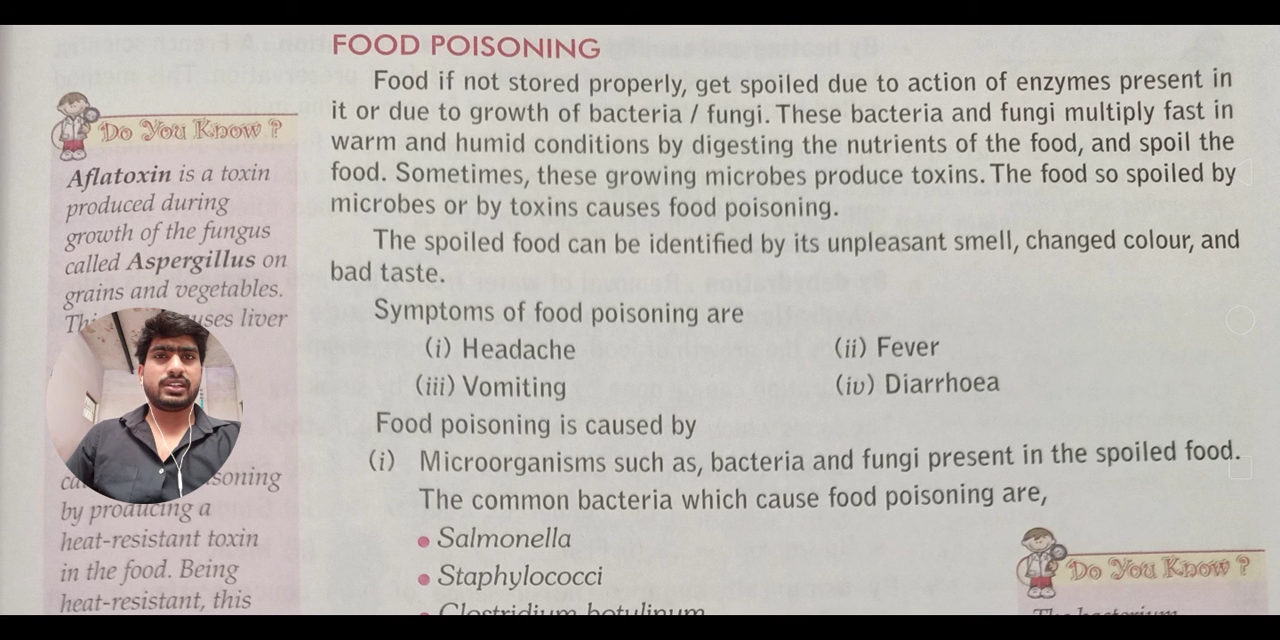 FOOD POISONING
Food if not stored properly, get spoiled due to action of enzymes present in
it or due to growth of bacteria / fungi. These bacteria and fungi multiply fast in
warm and humid conditions by digesting the nutrients of the food, and spoil the
food. Sometimes, these growing microbes produce toxins. The food so spoiled by
microbes or by toxins causes food poisoning.
The spoiled food can be identified by its unpleasant smell, changed colour, and
bad taste.
Symptoms of food poisoning are
(i) Headache
(ii) Fever
(iii) Vomiting
(iv) Diarrhoea
Food poisoning is caused by
(i) Microorganisms such as, bacteria and fungi present in the spoiled food.
The common bacteria which cause food poisoning are,
• Salmonella
• Staphylococci
• Clostridium botulinum
Do You Know ?
Aflatoxin is a toxin
produced during
growth of the fungus
called Aspergillus on
grains and vegetables.
liver
by producing a
heat-resistant toxin
in the food. Being
heat-resistant, this
Do You Know ?
The bacterium